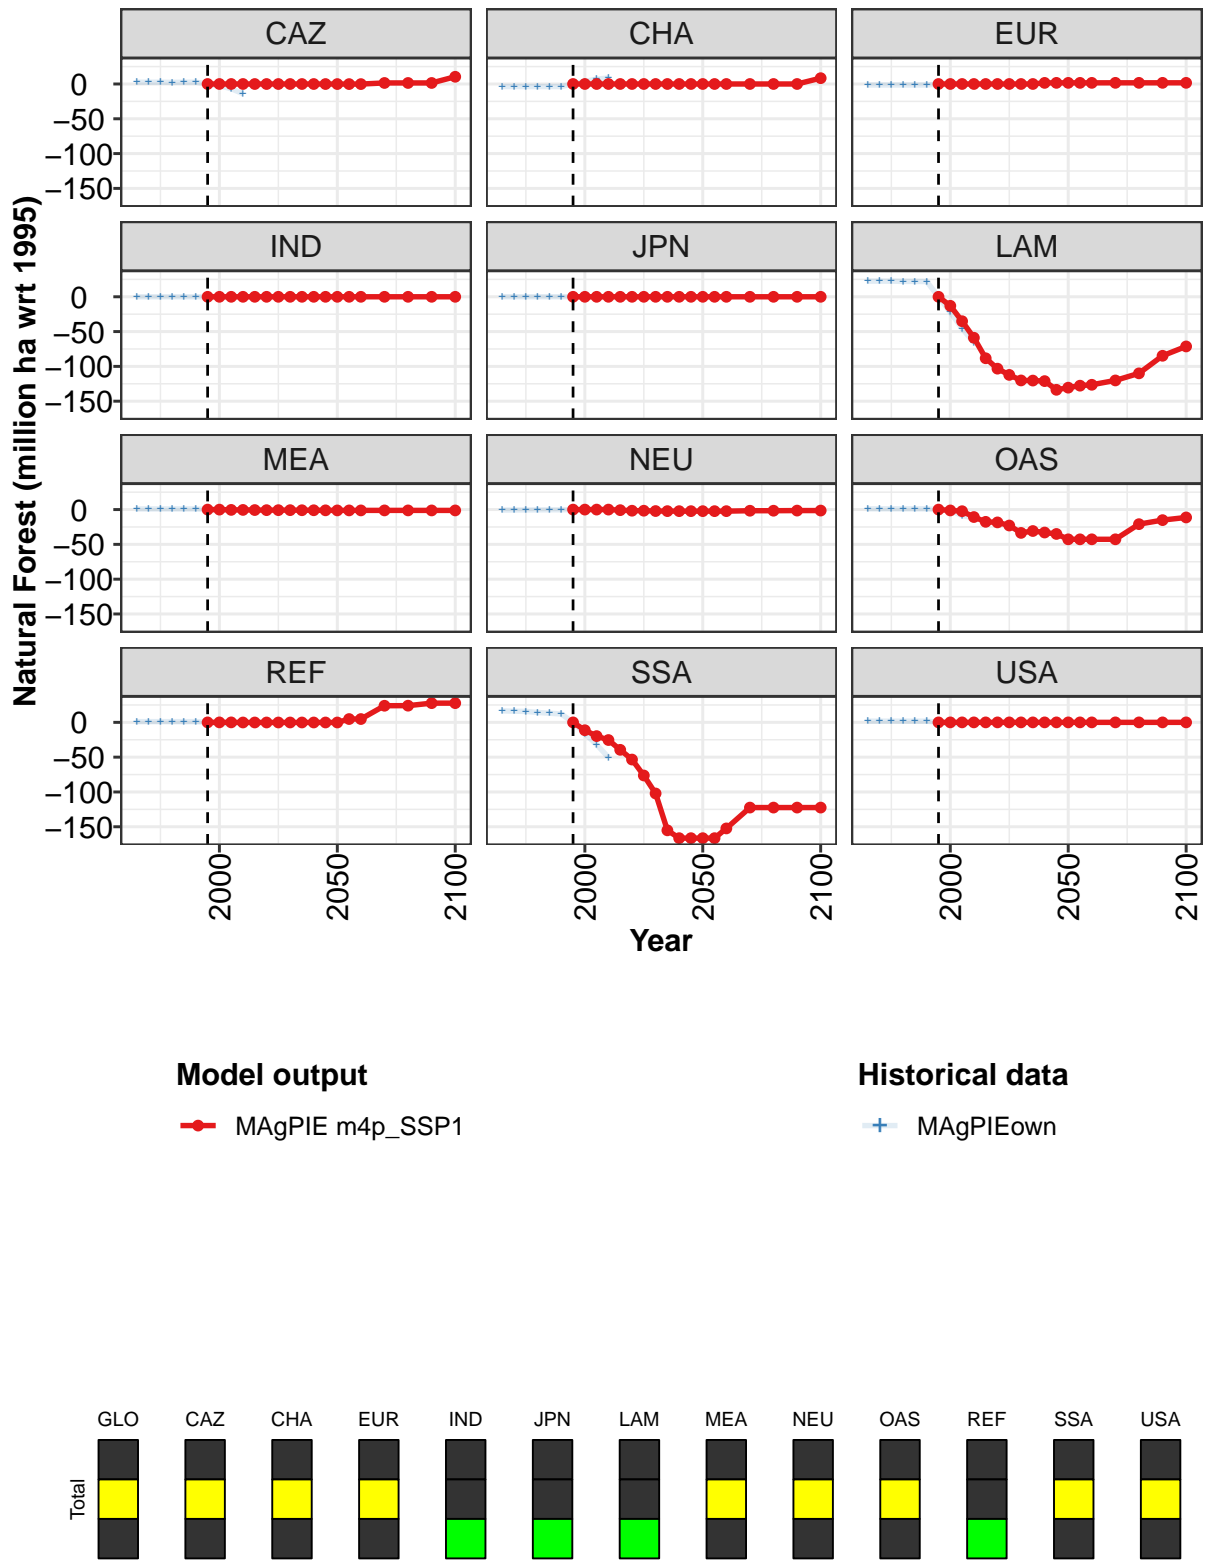 CAZ CHA EUR
0
−50
−100
−150
IND JPN LAM
0
−50
−100
−150
MEA NEU OAS
0
−50
−100
−150
REF SSA USA
0
−50
−100
−150
Natural Forest (million ha wrt 1995)
2000 2050 2100 2000 2050 2100 2000 2050 2100
Year
Model output
MAgPIE m4p_SSP1
Historical data
MAgPIEown
GLO CAZ CHA EUR IND JPN LAM MEA NEU OAS REF SSA USA
Total